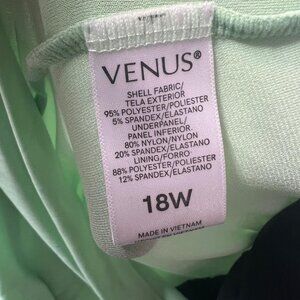 VENUS®
SHELL FABRIC/
TELA EXTERIOR
95% POLYESTER/POLIESTER
5% SPANDEX/ELASTANO
UNDERPANEL/
PANEL INFERIOR
80% NYLON/NYLON
20% SPANDEX/ELASTANO
LINING/FORRO
88% POLYESTER/POLIESTER
12% SPANDEX/ELASTANO
18W
MADE IN VIETNAM